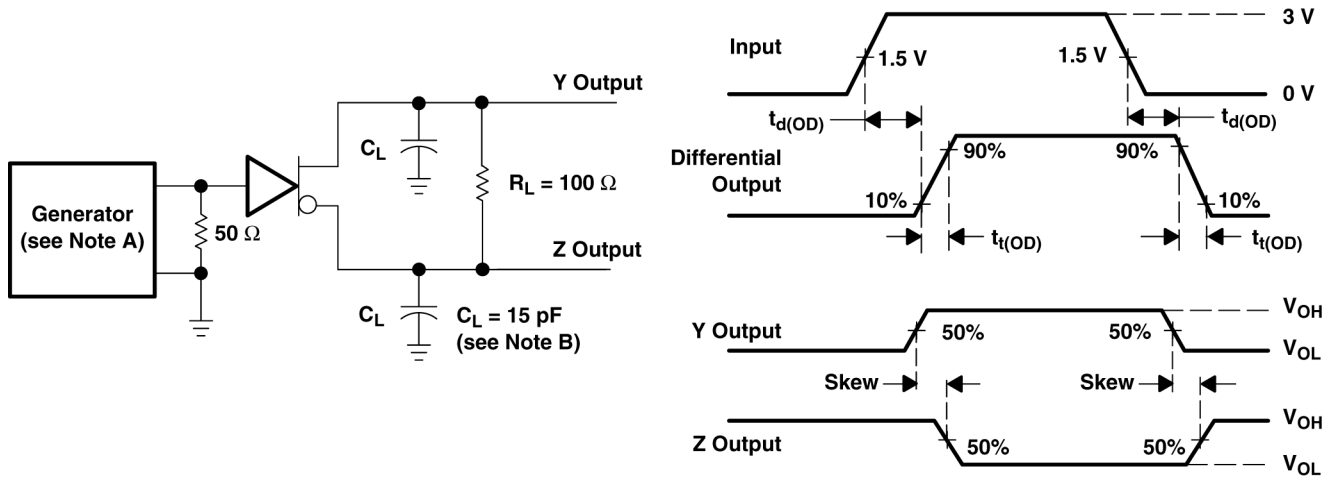 Y Output
C_L
R_L = 100 Ω
Generator
(see Note A)
50 Ω
Z Output
C_L
C_L = 15 pF
(see Note B)
Input
1.5 V
1.5 V
3 V
0 V
t_d(OD)
t_d(OD)
Differential
Output
90%
90%
10%
10%
t_t(OD)
t_t(OD)
Y Output
50%
50%
V_OH
V_OL
Skew
Skew
Z Output
50%
50%
V_OH
V_OL